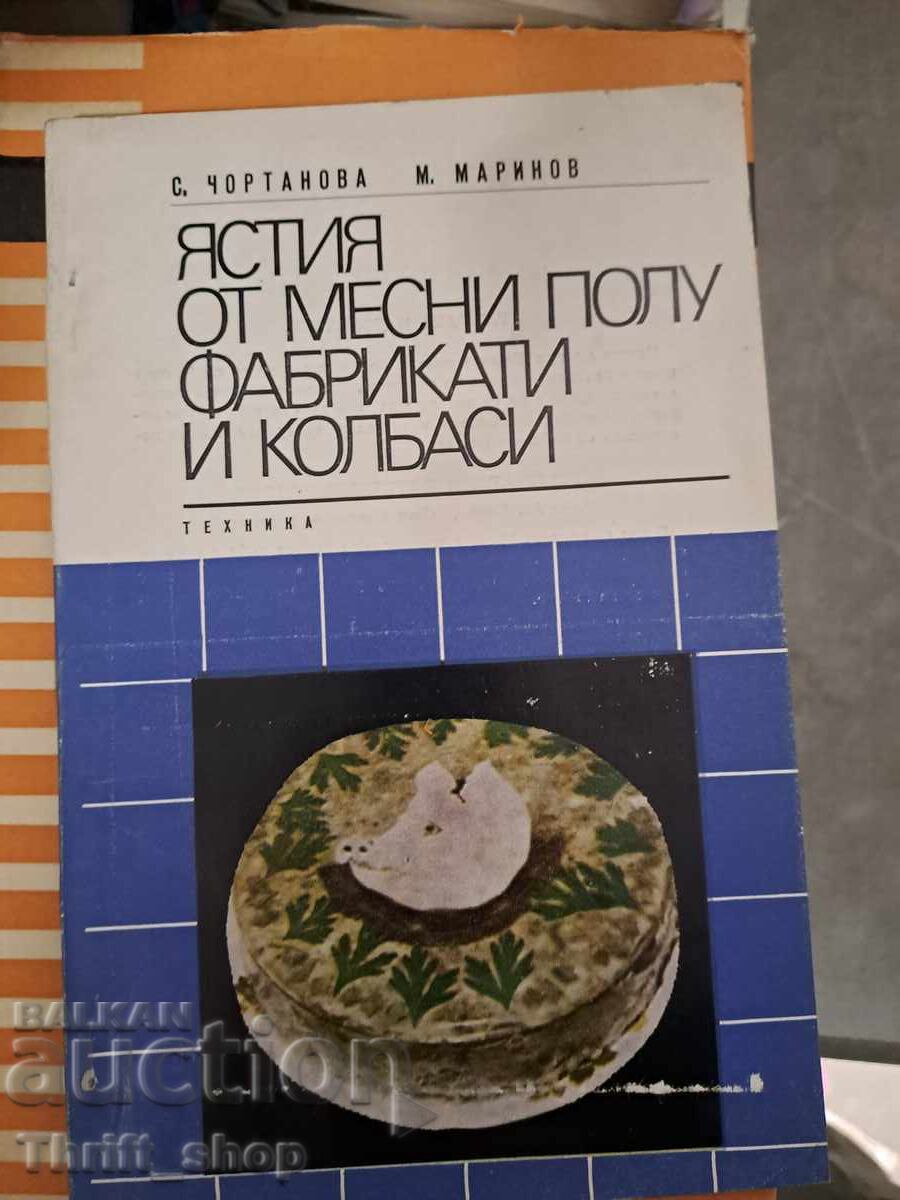 С. ЧОРТАНОВА М. МАРИНОВ
ЯСТИЯ
ОТ МЕСНИ ПОЛУ
ФАБРИКАТИ
И КОЛБАСИ
ТЕХНИКА
BALKAN
auction
Thrift_shop